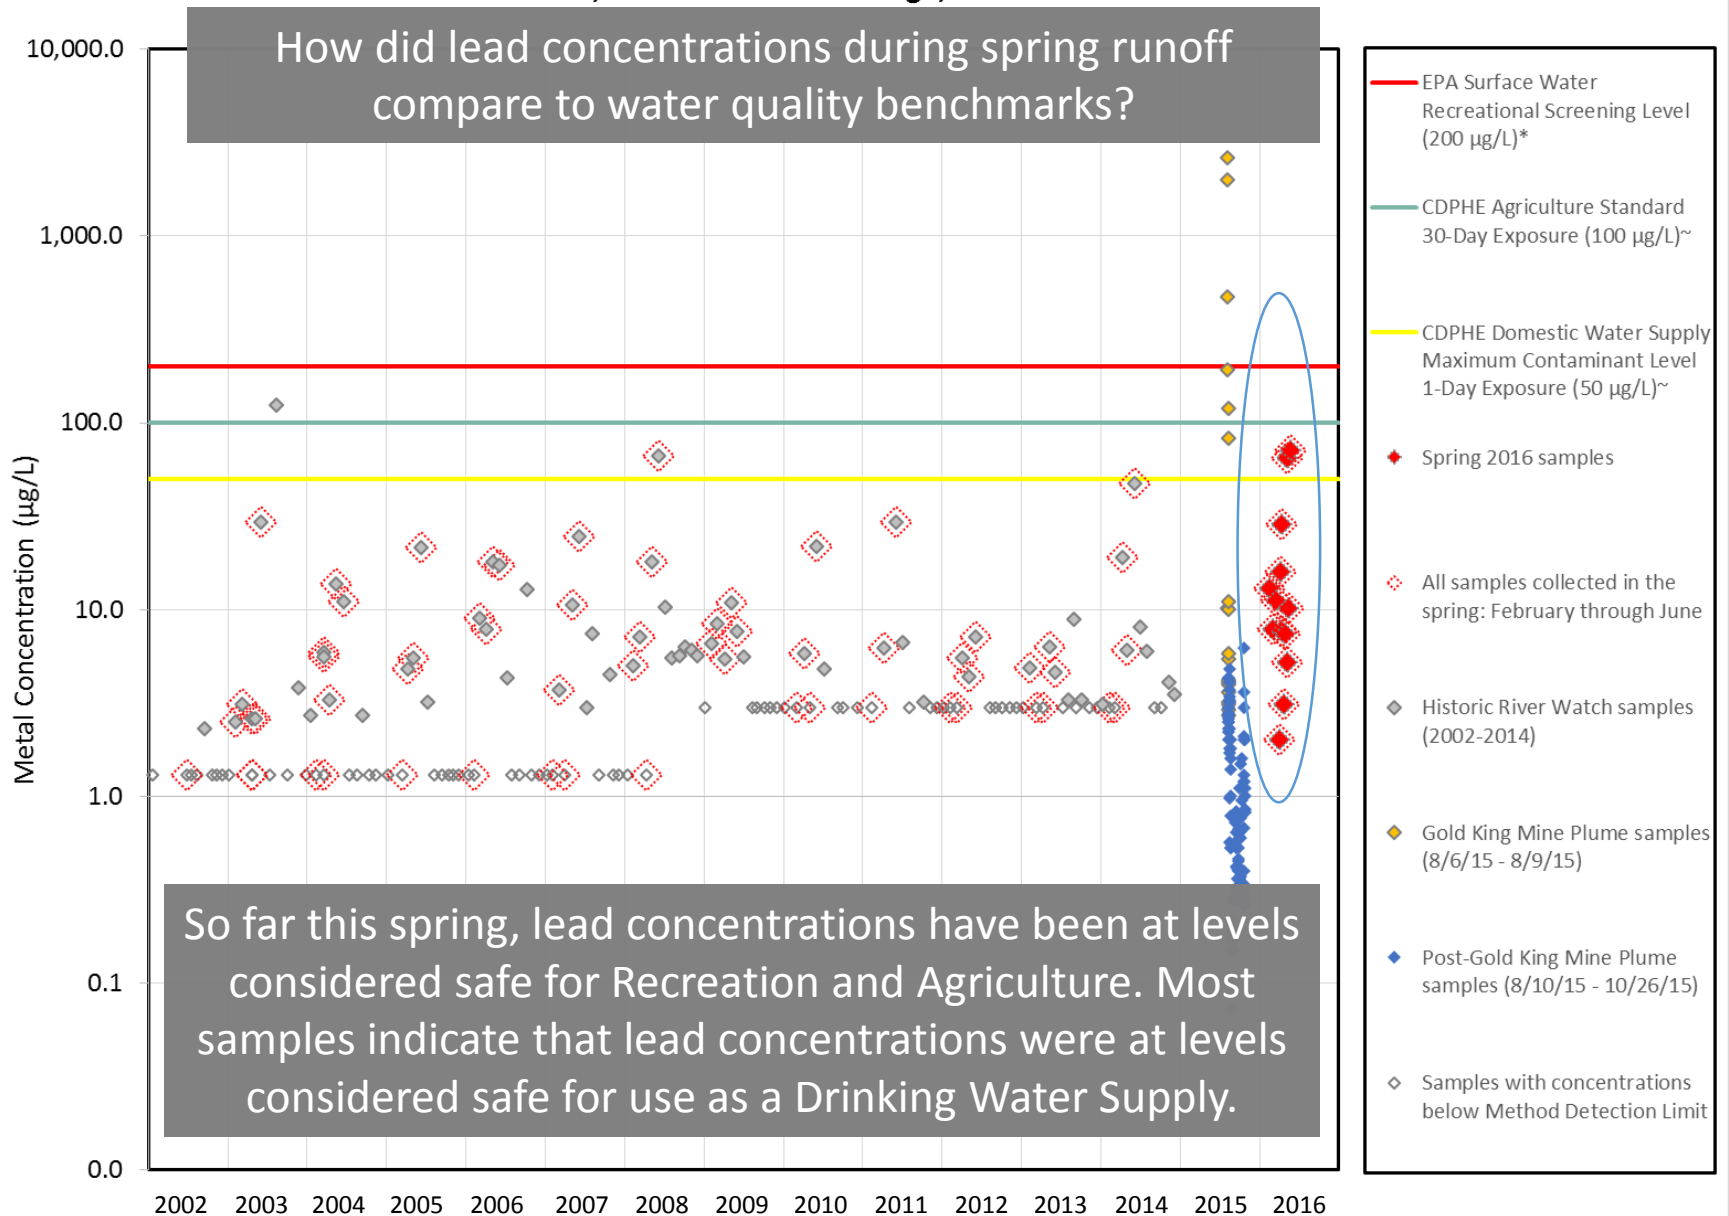 How did lead concentrations during spring runoff
compare to water quality benchmarks?
10,000.0
1,000.0
100.0
10.0
1.0
0.1
0.0
Metal Concentration (µg/L)
2002 2003 2004 2005 2006 2007 2008 2009 2010 2011 2012 2013 2014 2015 2016
So far this spring, lead concentrations have been at levels
considered safe for Recreation and Agriculture. Most
samples indicate that lead concentrations were at levels
considered safe for use as a Drinking Water Supply.
EPA Surface Water
Recreational Screening Level
(200 µg/L)*
CDPHE Agriculture Standard
30-Day Exposure (100 µg/L)~
CDPHE Domestic Water Supply
Maximum Contaminant Level
1-Day Exposure (50 µg/L)~
Spring 2016 samples
All samples collected in the
spring: February through June
Historic River Watch samples
(2002-2014)
Gold King Mine Plume samples
(8/6/15 - 8/9/15)
Post-Gold King Mine Plume
samples (8/10/15 - 10/26/15)
Samples with concentrations
below Method Detection Limit